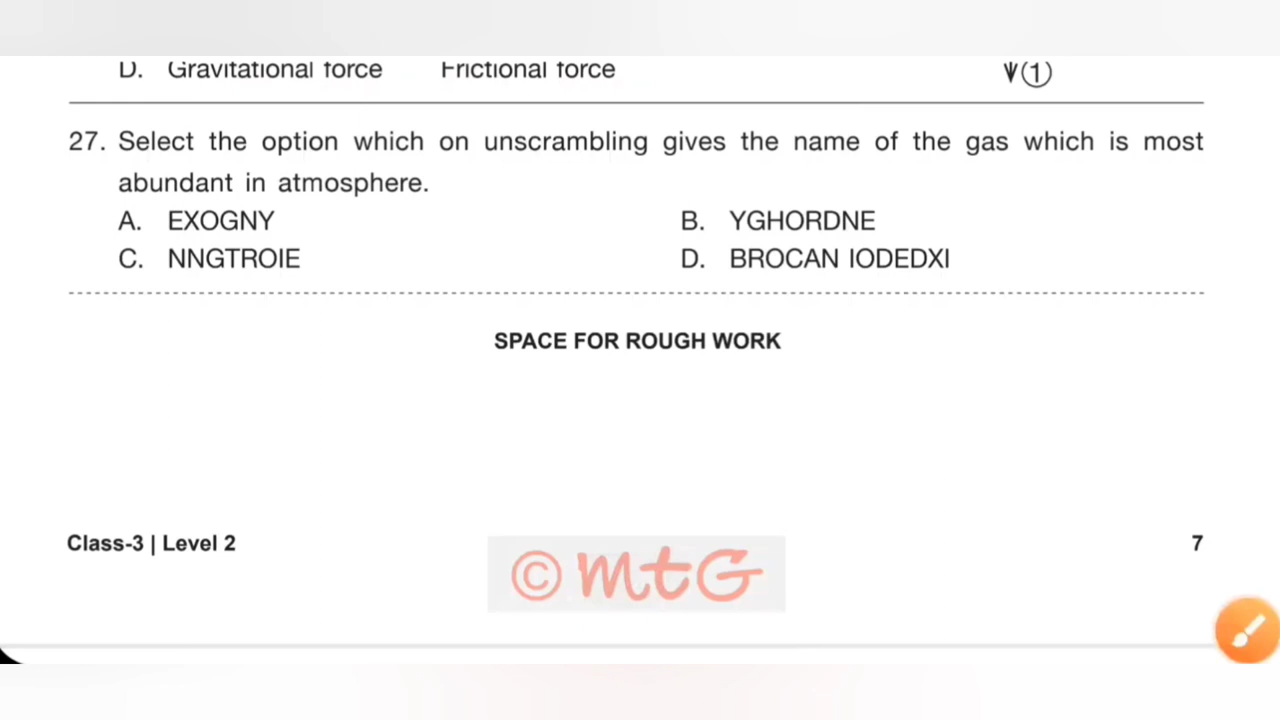 D. Gravitational force Frictional force Ψ(1)
27. Select the option which on unscrambling gives the name of the gas which is most
abundant in atmosphere.
A. EXOGNY B. YGHORDNE
C. NNGTROIE D. BROCAN IODEDXI
SPACE FOR ROUGH WORK
Class-3 | Level 2 7
© mtG